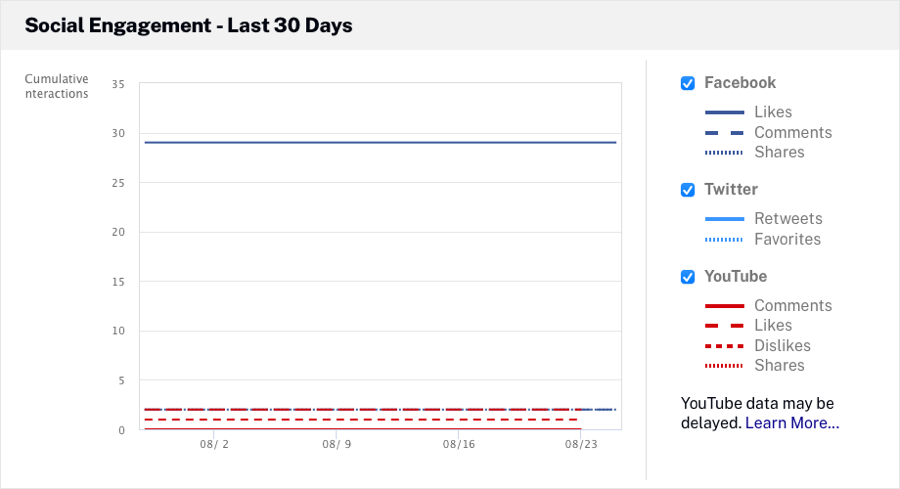 Social Engagement - Last 30 Days
Cumulative
nteractions
35
30
25
20
15
10
5
0
08/ 2
08/ 9
08/16
08/23
Facebook
Likes
Comments
Shares
Twitter
Retweets
Favorites
YouTube
Comments
Likes
Dislikes
Shares
YouTube data may be
delayed. Learn More...